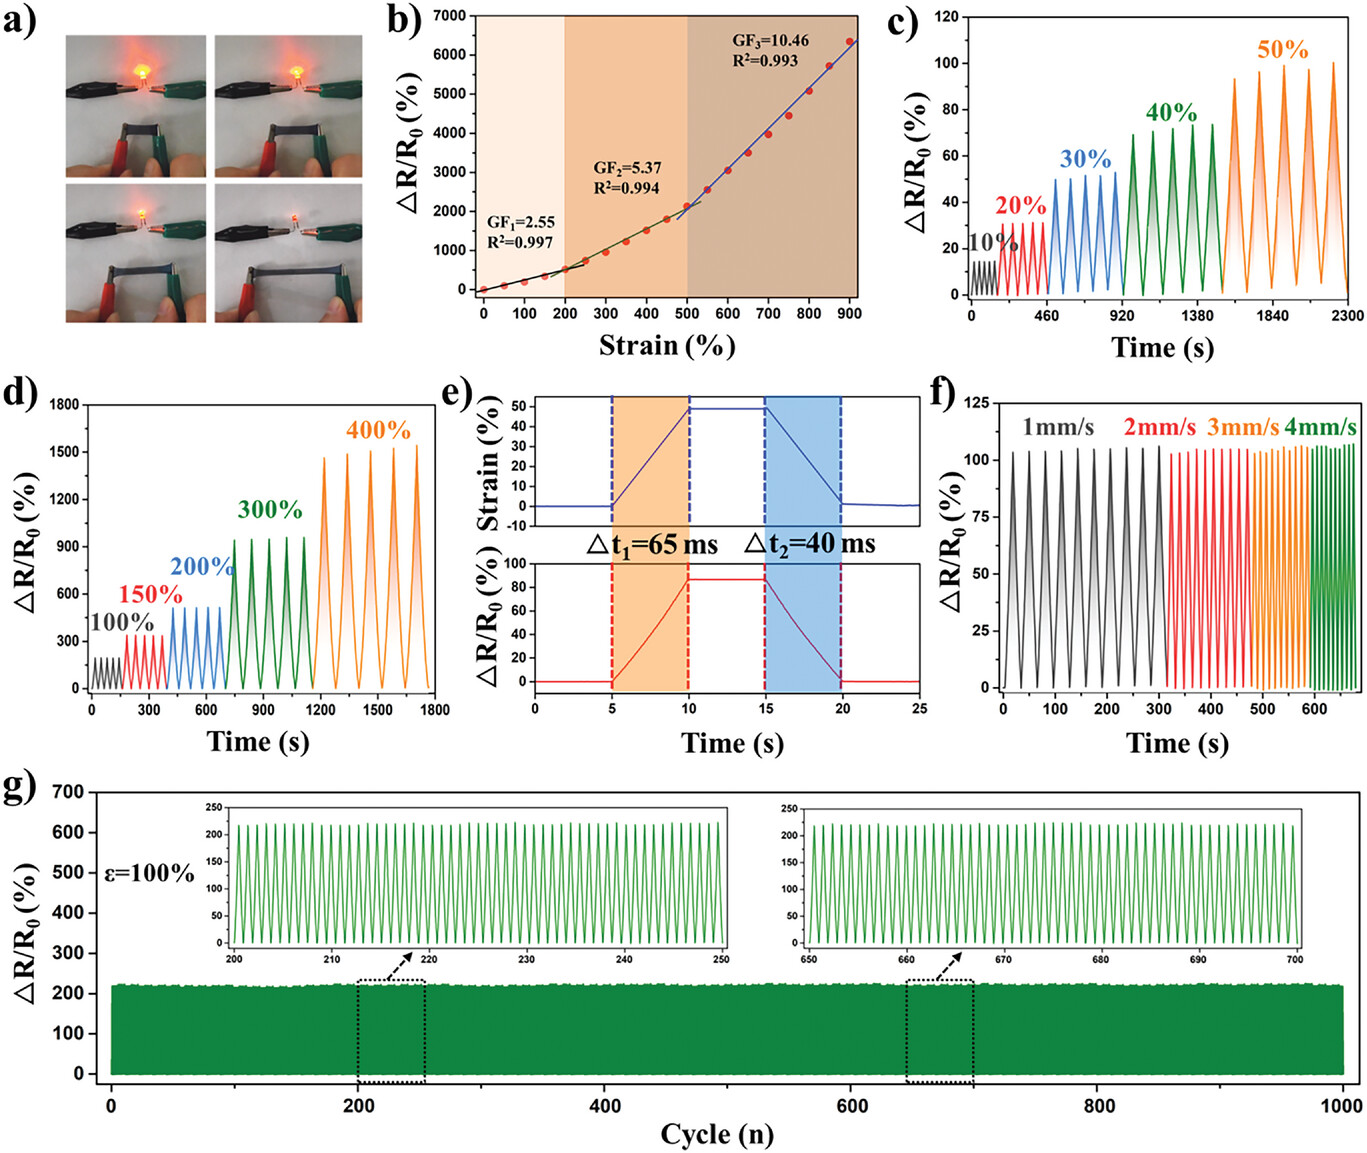 a)
b)
ΔR/R0 (%)
7000
6000
5000
4000
3000
2000
1000
0
GF1=2.55
R2=0.997
GF2=5.37
R2=0.994
GF3=10.46
R2=0.993
0 100 200 300 400 500 600 700 800 900
Strain (%)
c)
ΔR/R0 (%)
120
100
80
60
40
20
0
10%
20%
30%
40%
50%
0 460 920 1380 1840 2300
Time (s)
d)
ΔR/R0 (%)
1800
1500
1200
900
600
300
0
100%
150%
200%
300%
400%
0 300 600 900 1200 1500 1800
Time (s)
e)
Strain (%)
50
40
30
20
10
0
-10
Δt1=65 ms
Δt2=40 ms
ΔR/R0 (%)
100
80
60
40
20
0
0 5 10 15 20 25
Time (s)
f)
ΔR/R0 (%)
125
100
75
50
25
0
1mm/s 2mm/s 3mm/s 4mm/s
0 100 200 300 400 500 600
Time (s)
g)
ΔR/R0 (%)
700
600
500
400
300
200
100
0
ε=100%
250
200
150
100
50
0
200 210 220 230 240 250
250
200
150
100
50
0
650 660 670 680 690 700
0 200 400 600 800 1000
Cycle (n)